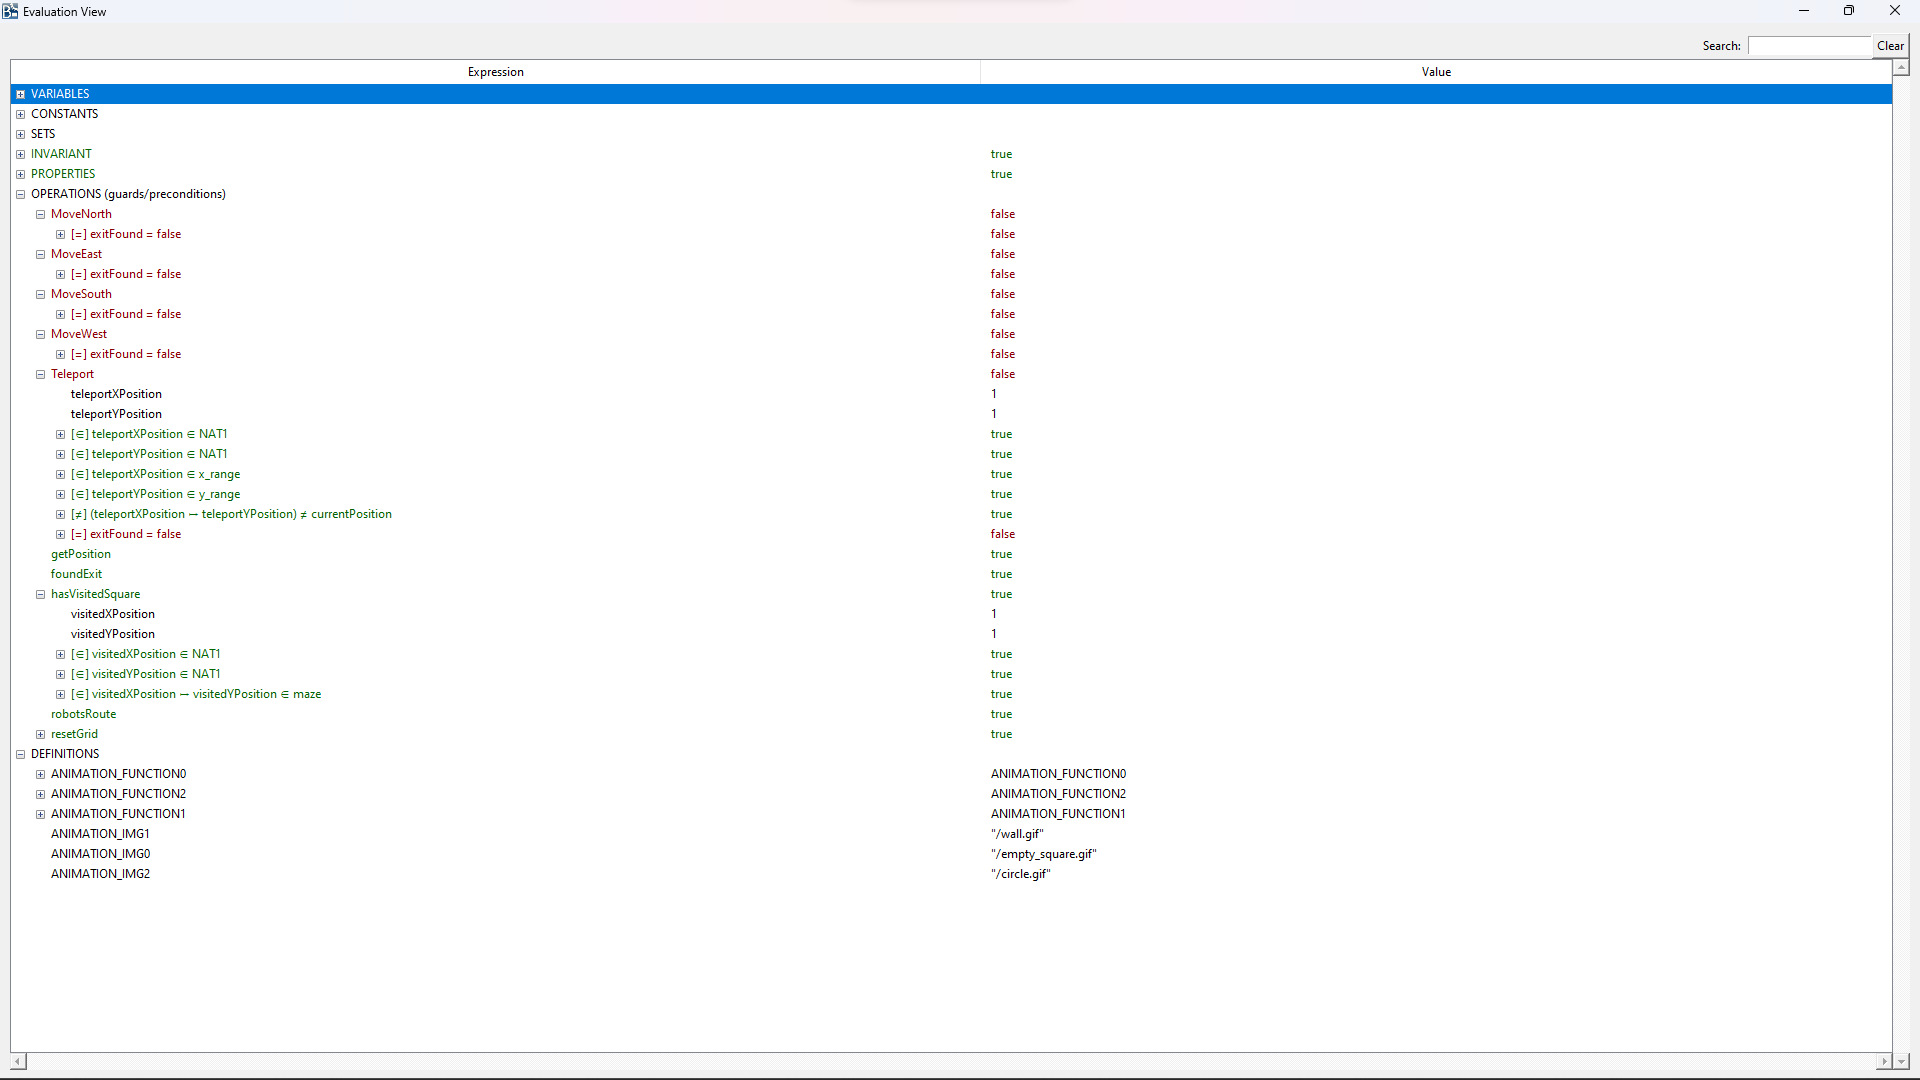 Evaluation View
Search: Clear
Expression Value
VARIABLES
CONSTANTS
SETS
INVARIANT true
PROPERTIES true
OPERATIONS (guards/preconditions)
MoveNorth false
[=] exitFound = false false
MoveEast false
[=] exitFound = false false
MoveSouth false
[=] exitFound = false false
MoveWest false
[=] exitFound = false false
Teleport false
teleportXPosition 1
teleportYPosition 1
[∈] teleportXPosition ∈ NAT1 true
[∈] teleportYPosition ∈ NAT1 true
[∈] teleportXPosition ∈ x_range true
[∈] teleportYPosition ∈ y_range true
[≠] (teleportXPosition ↦ teleportYPosition) ≠ currentPosition true
[=] exitFound = false false
getPosition true
foundExit true
hasVisitedSquare true
visitedXPosition 1
visitedYPosition 1
[∈] visitedXPosition ∈ NAT1 true
[∈] visitedYPosition ∈ NAT1 true
[∈] visitedXPosition ↦ visitedYPosition ∈ maze true
robotsRoute true
resetGrid true
DEFINITIONS
ANIMATION_FUNCTION0 ANIMATION_FUNCTION0
ANIMATION_FUNCTION2 ANIMATION_FUNCTION2
ANIMATION_FUNCTION1 ANIMATION_FUNCTION1
ANIMATION_IMG1 "/wall.gif"
ANIMATION_IMG0 "/empty_square.gif"
ANIMATION_IMG2 "/circle.gif"